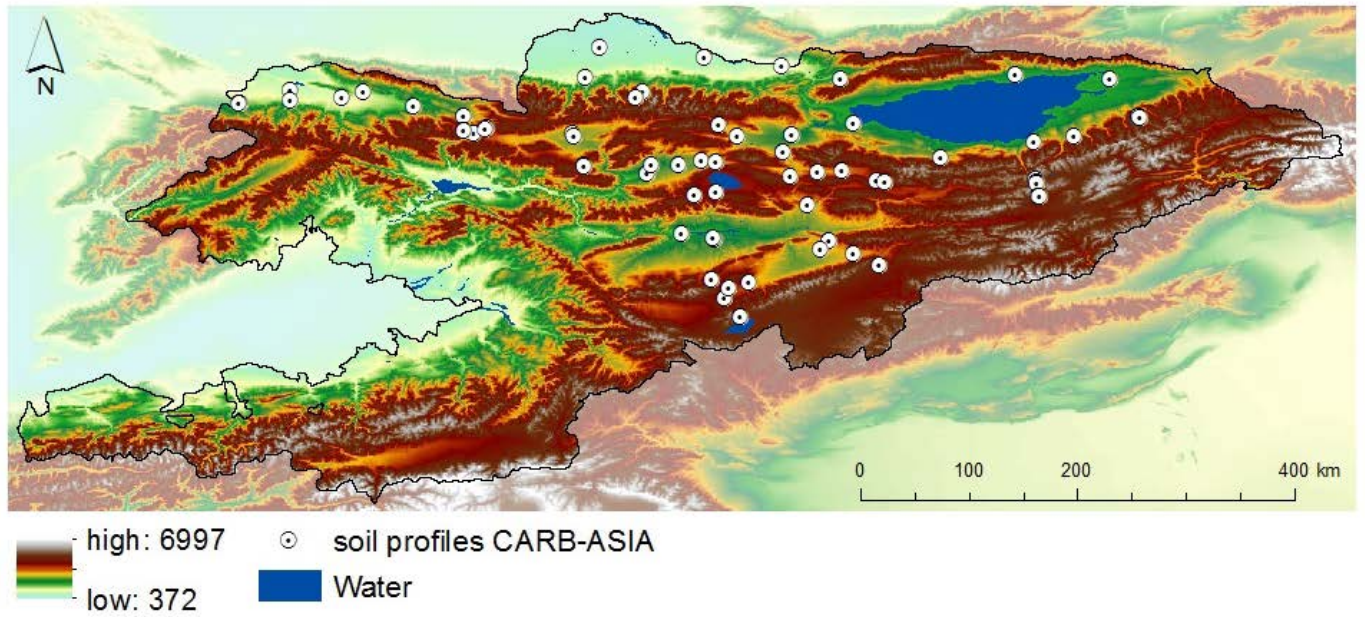 N
0 100 200 400 km
high: 6997
soil profiles CARB-ASIA
low: 372
Water